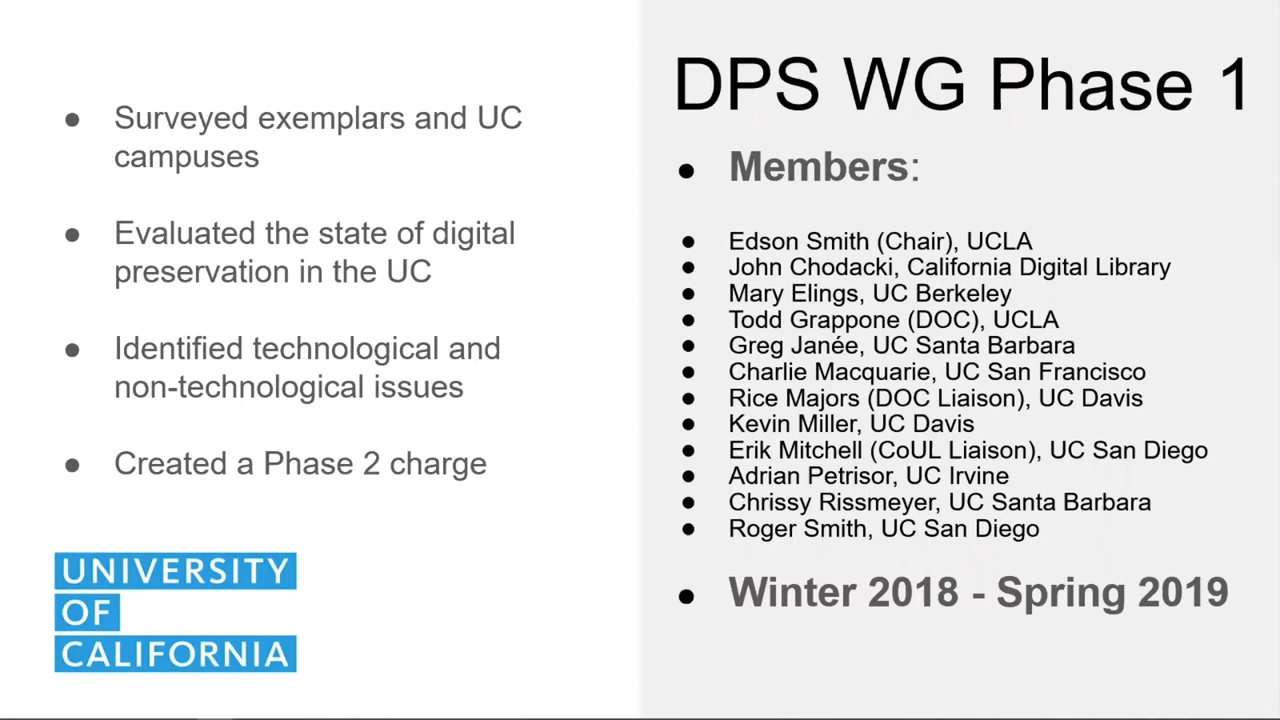 Surveyed exemplars and UC
campuses
Evaluated the state of digital
preservation in the UC
Identified technological and
non-technological issues
Created a Phase 2 charge
UNIVERSITY
OF
CALIFORNIA
DPS WG Phase 1
Members:
Edson Smith (Chair), UCLA
John Chodacki, California Digital Library
Mary Elings, UC Berkeley
Todd Grappone (DOC), UCLA
Greg Janée, UC Santa Barbara
Charlie Macquarie, UC San Francisco
Rice Majors (DOC Liaison), UC Davis
Kevin Miller, UC Davis
Erik Mitchell (CoUL Liaison), UC San Diego
Adrian Petrisor, UC Irvine
Chrissy Rissmeyer, UC Santa Barbara
Roger Smith, UC San Diego
Winter 2018 - Spring 2019